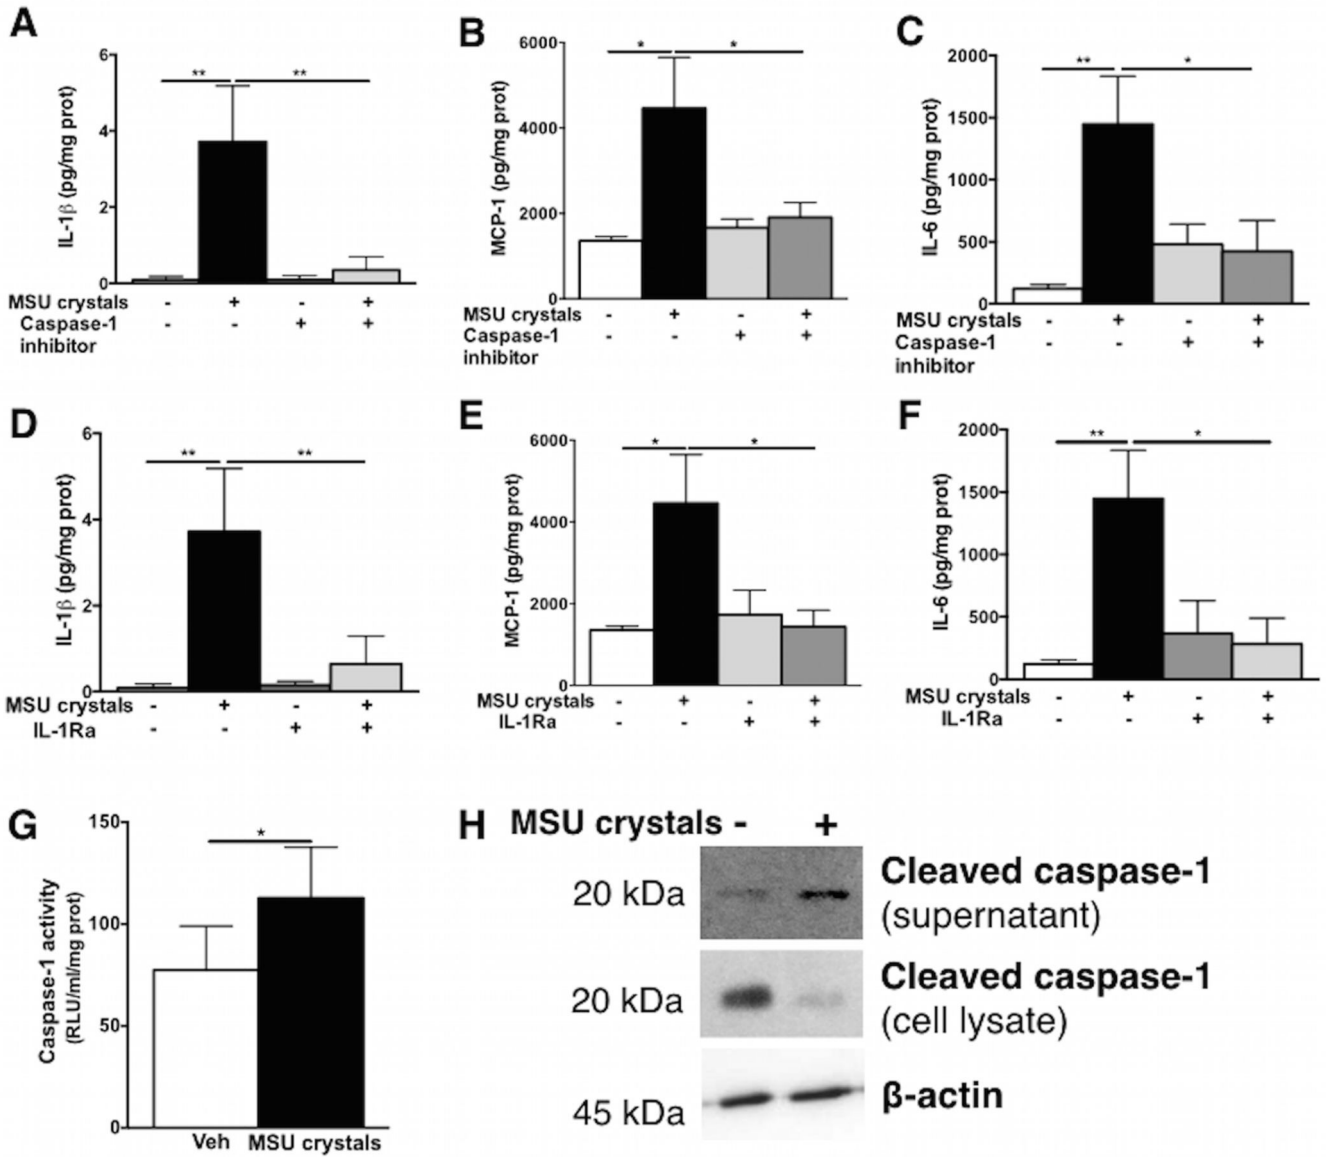 A
IL-1β (pg/mg prot)
6
4
2
0
** **
MSU crystals - + - +
Caspase-1 - - + +
inhibitor
B
MCP-1 (pg/mg prot)
6000
4000
2000
0
* *
MSU crystals - + - +
Caspase-1 - - + +
inhibitor
C
IL-6 (pg/mg prot)
2000
1500
1000
500
0
** *
MSU crystals - + - +
Caspase-1 - - + +
inhibitor
D
IL-1β (pg/mg prot)
6
4
2
0
** **
MSU crystals - + - +
IL-1Ra - - + +
E
MCP-1 (pg/mg prot)
6000
4000
2000
0
* *
MSU crystals - + - +
IL-1Ra - - + +
F
IL-6 (pg/mg prot)
2000
1500
1000
500
0
** *
MSU crystals - + - +
IL-1Ra - - + +
G
Caspase-1 activity
(RLU/ml/mg prot)
150
100
50
0
*
Veh MSU crystals
H MSU crystals - +
20 kDa Cleaved caspase-1
(supernatant)
20 kDa Cleaved caspase-1
(cell lysate)
45 kDa β-actin